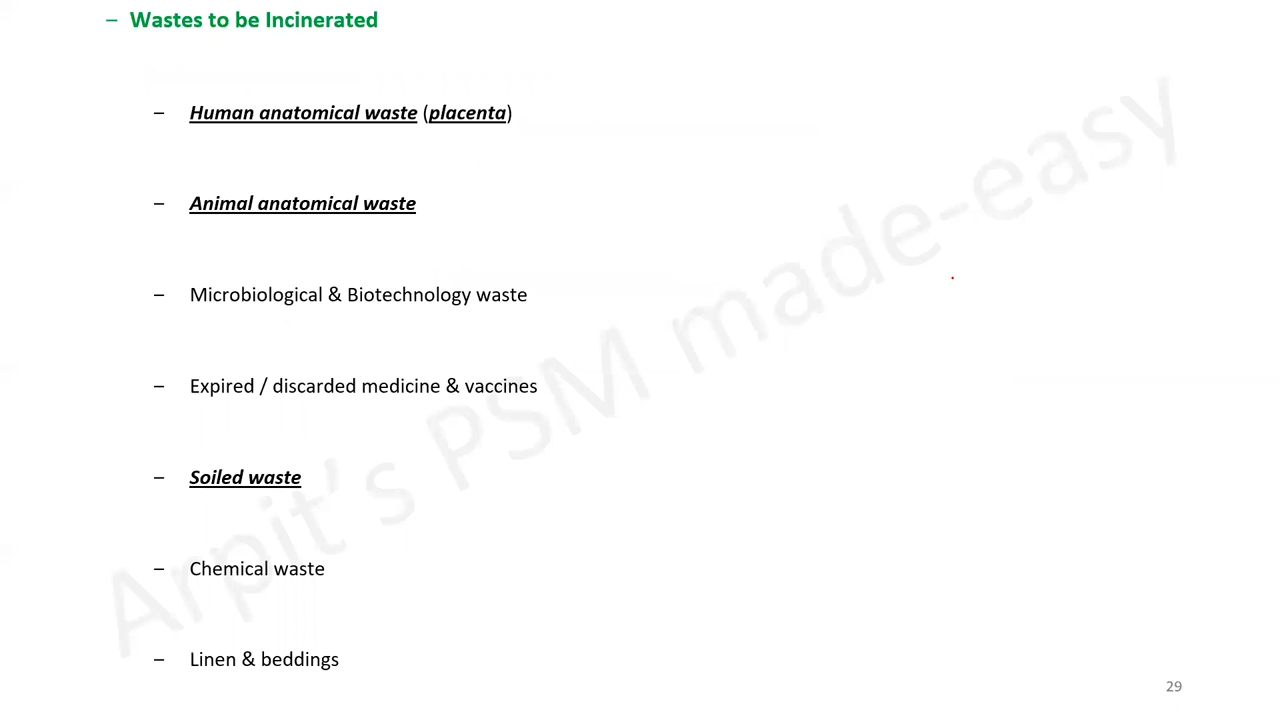 – Wastes to be Incinerated
– Human anatomical waste (placenta)
– Animal anatomical waste
– Microbiological & Biotechnology waste
– Expired / discarded medicine & vaccines
– Soiled waste
– Chemical waste
– Linen & beddings
Arpit's PSM made-easy
29